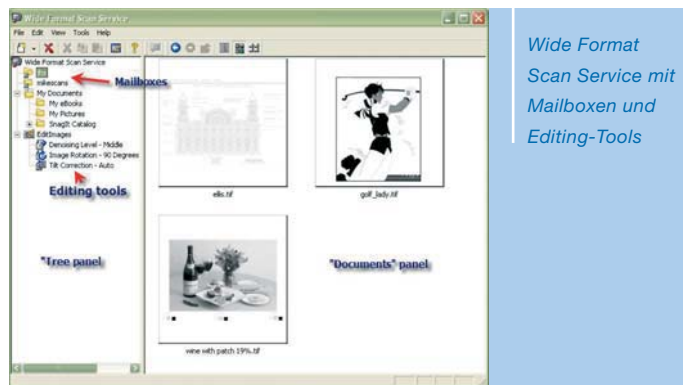 Wide Format Scan Service
File Edit View Tools Help
Wide Format Scan Service
mikescans
My Documents
My eBooks
My Pictures
SnagIt Catalog
EditImages
Denoising Level - Middle
Image Rotation - 90 Degrees
Tilt Correction - Auto
Mailboxes
Editing tools
"Tree panel
ellis.tif
golf_lady.tif
"Documents" panel
wine with patch 19%.tif
Wide Format
Scan Service mit
Mailboxen und
Editing-Tools